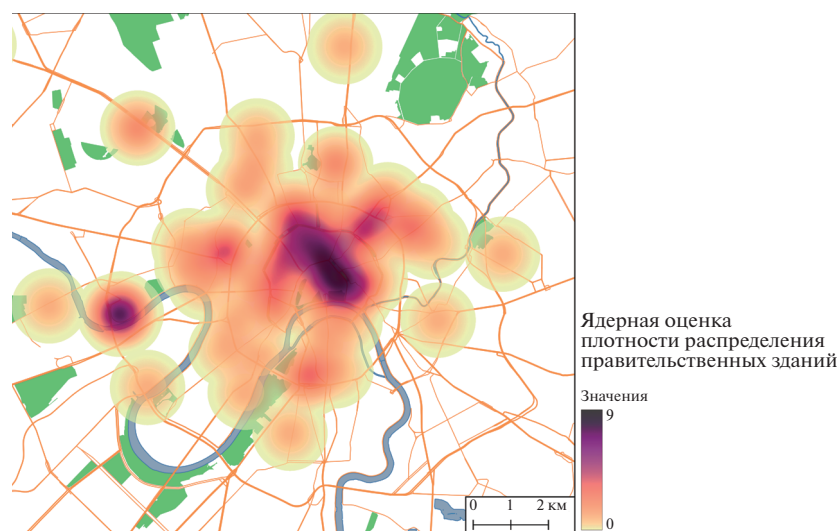 Ядерная оценка
плотности распределения
правительственных зданий
Значения
9
0
0 1 2 км